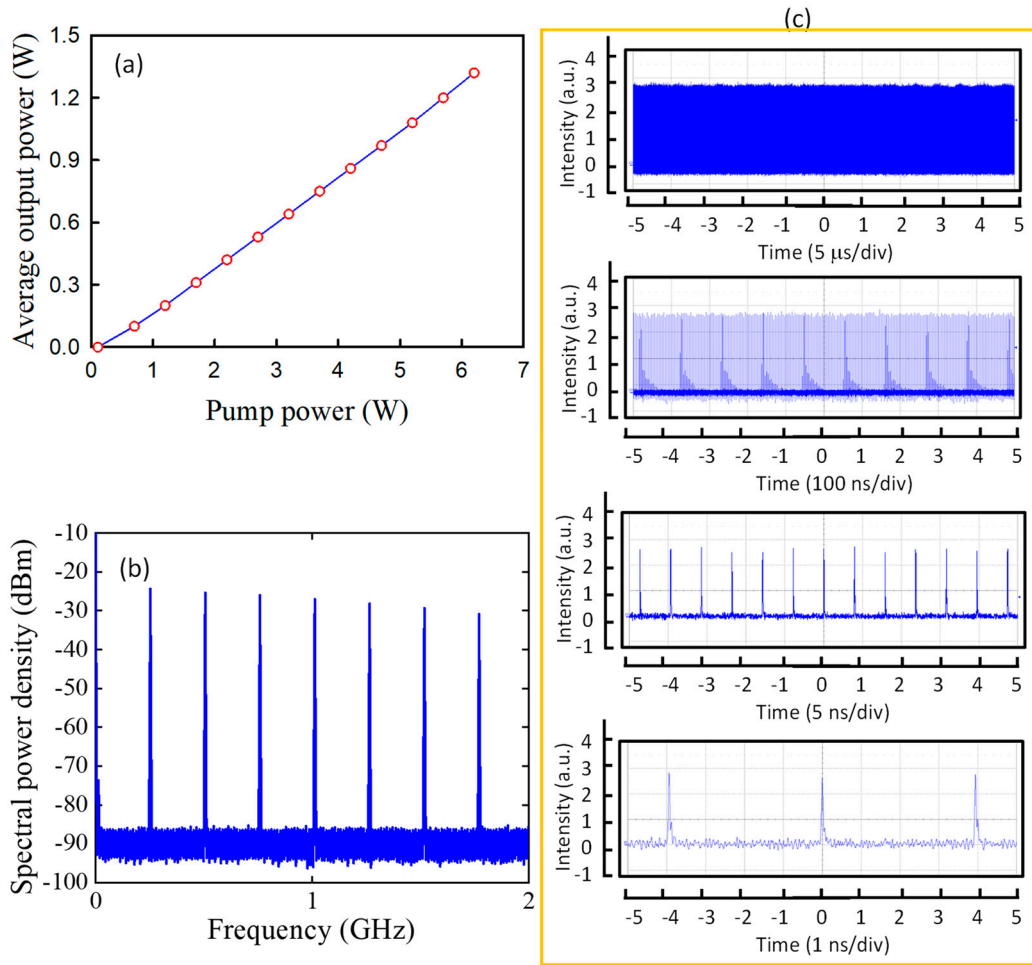 (a)
Average output power (W)
1.5
1.2
0.9
0.6
0.3
0.0
0 1 2 3 4 5 6 7
Pump power (W)
(b)
Spectral power density (dBm)
-10
-20
-30
-40
-50
-60
-70
-80
-90
-100
0 1 2
Frequency (GHz)
(c)
Intensity (a.u.)
4
3
2
1
0
-1
-5 -4 -3 -2 -1 0 1 2 3 4 5
Time (5 μs/div)
Intensity (a.u.)
4
3
2
1
0
-1
-5 -4 -3 -2 -1 0 1 2 3 4 5
Time (100 ns/div)
Intensity (a.u.)
4
3
2
1
0
-1
-5 -4 -3 -2 -1 0 1 2 3 4 5
Time (5 ns/div)
Intensity (a.u.)
4
3
2
1
0
-1
-5 -4 -3 -2 -1 0 1 2 3 4 5
Time (1 ns/div)